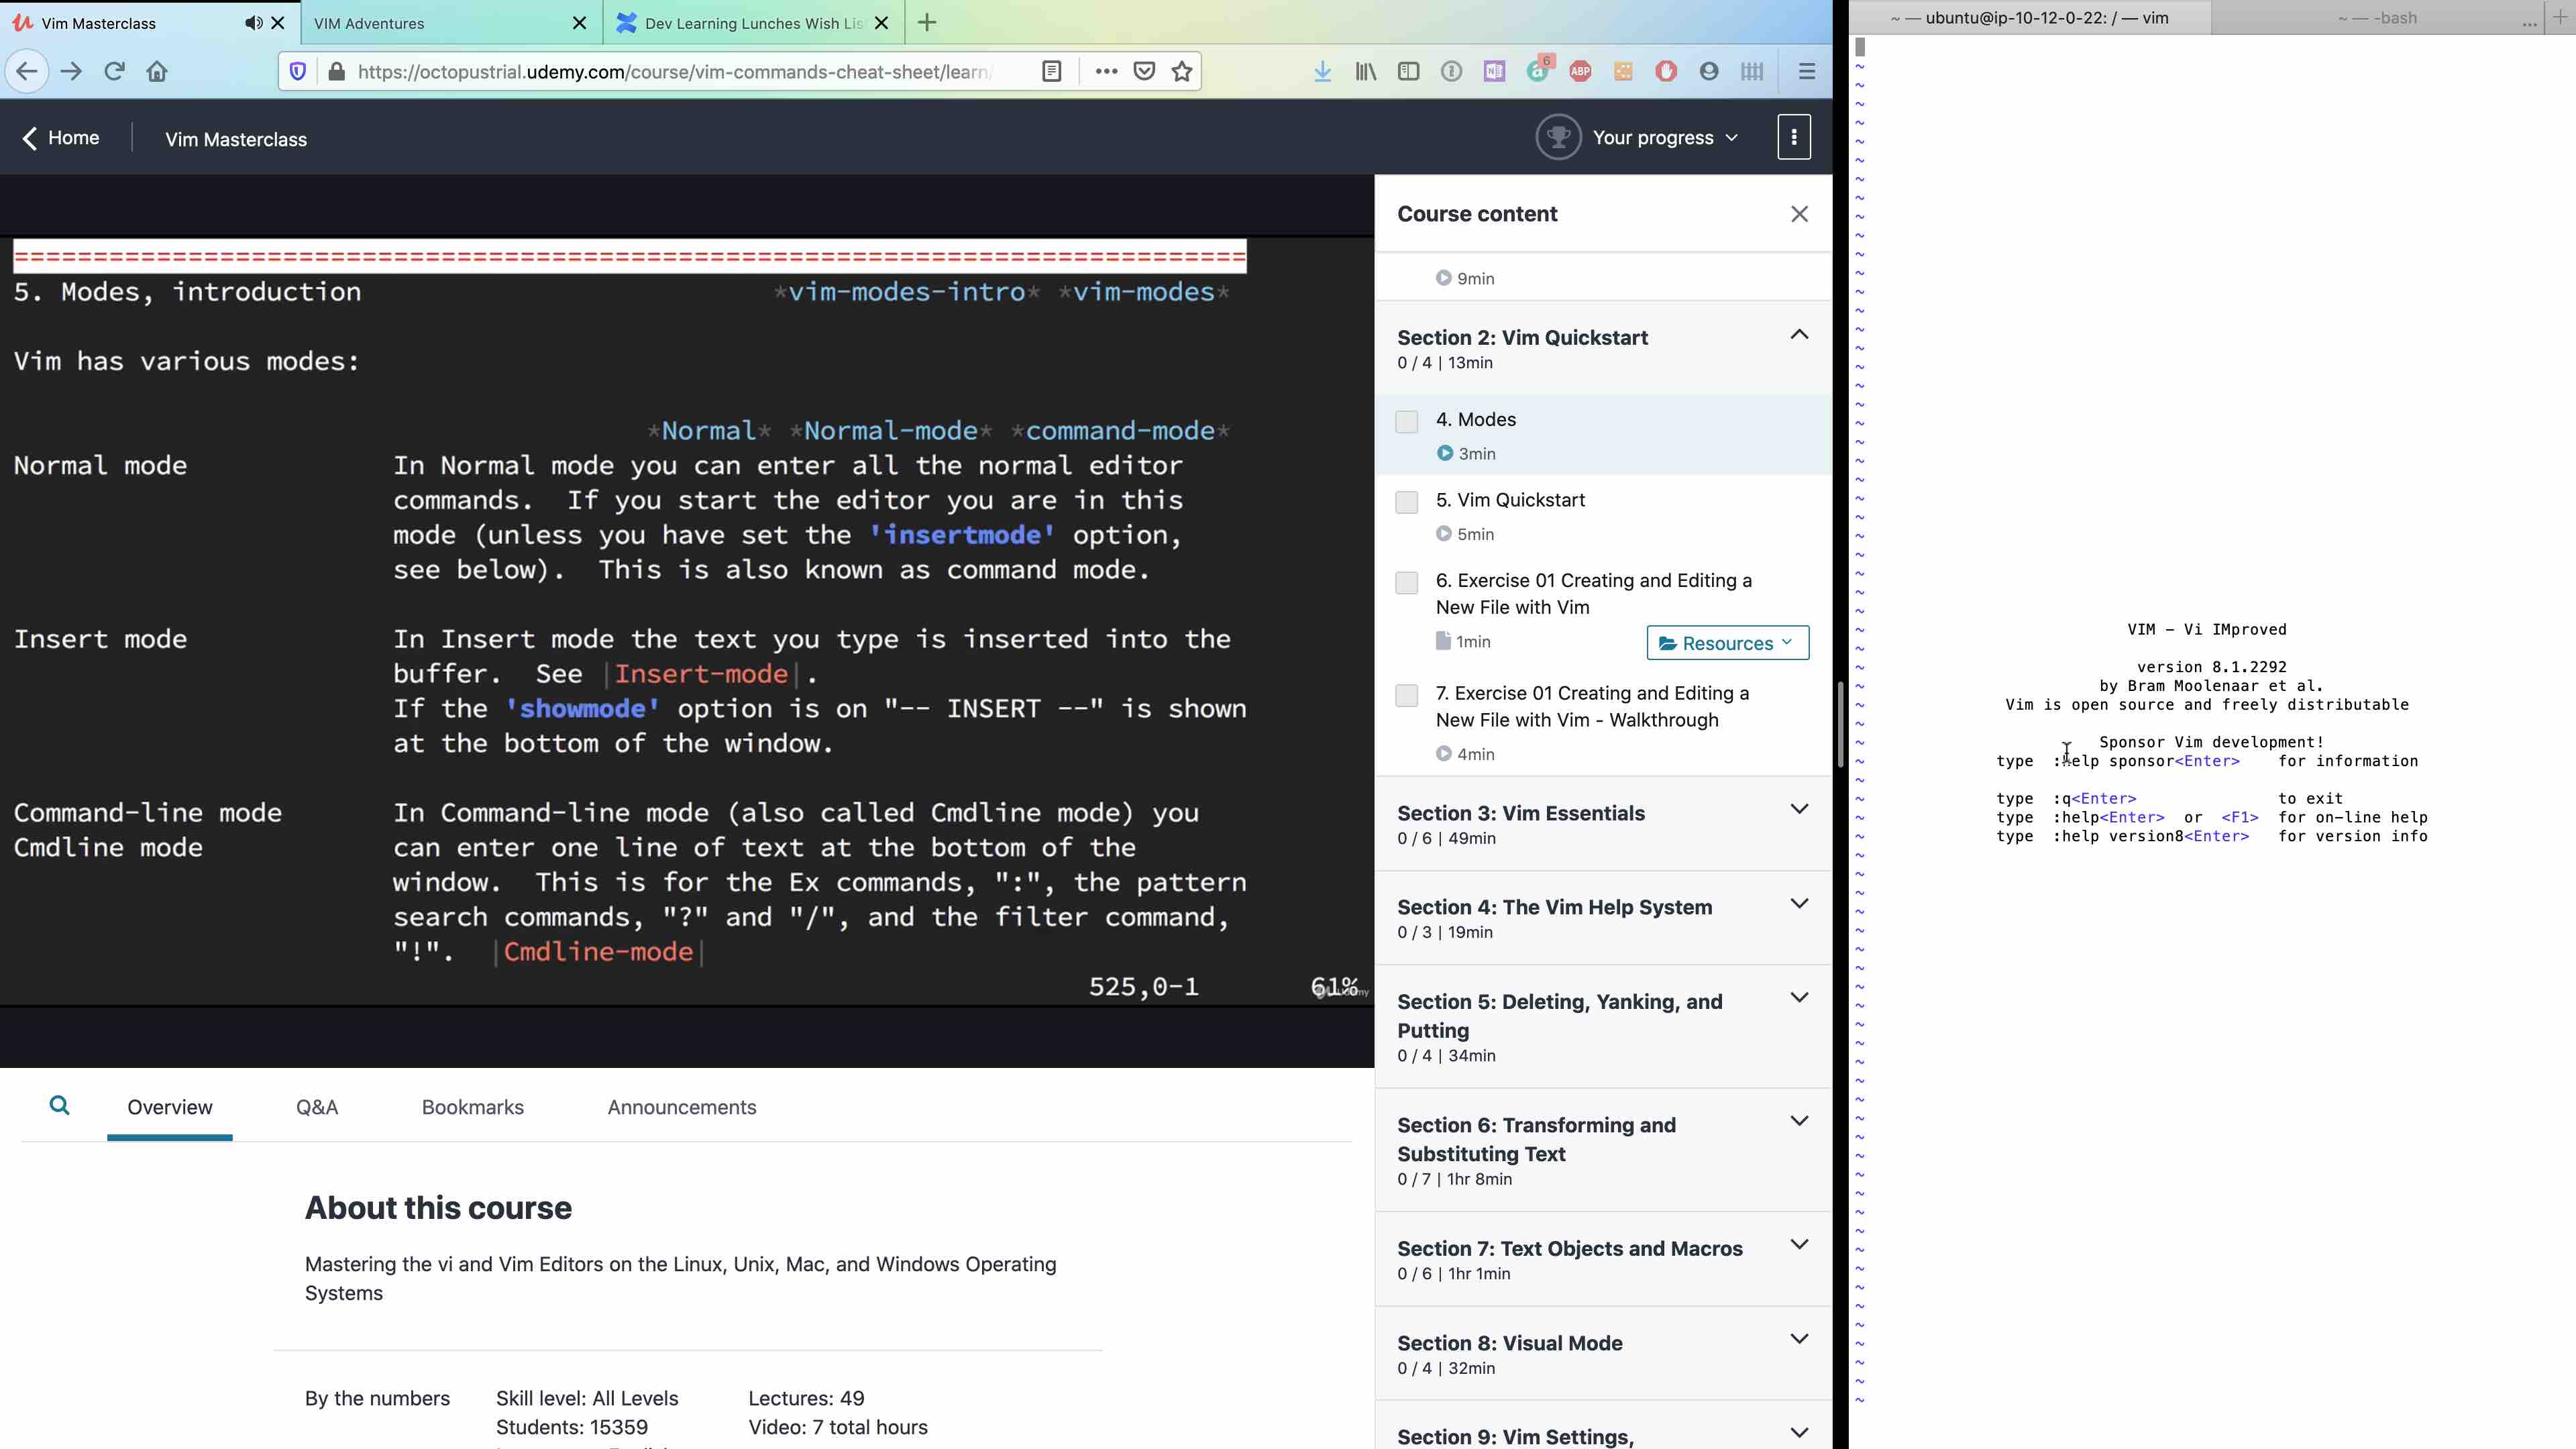 Vim Masterclass
VIM Adventures
Dev Learning Lunches Wish Lis
~ — ubuntu@ip-10-12-0-22: / — vim
~ — -bash
https://octopustrial.udemy.com/course/vim-commands-cheat-sheet/learn/
6
ABP
Home
Vim Masterclass
Your progress
================================================================================
5. Modes, introduction *vim-modes-intro* *vim-modes*
Vim has various modes:
*Normal* *Normal-mode* *command-mode*
Normal mode In Normal mode you can enter all the normal editor
commands. If you start the editor you are in this
mode (unless you have set the 'insertmode' option,
see below). This is also known as command mode.
Insert mode In Insert mode the text you type is inserted into the
buffer. See |Insert-mode|.
If the 'showmode' option is on "-- INSERT --" is shown
at the bottom of the window.
Command-line mode In Command-line mode (also called Cmdline mode) you
Cmdline mode can enter one line of text at the bottom of the
window. This is for the Ex commands, ":", the pattern
search commands, "?" and "/", and the filter command,
"!". |Cmdline-mode|
525,0-1 61%
Overview
Q&A
Bookmarks
Announcements
About this course
Mastering the vi and Vim Editors on the Linux, Unix, Mac, and Windows Operating
Systems
By the numbers
Skill level: All Levels
Students: 15359
Lectures: 49
Video: 7 total hours
Course content
9min
Section 2: Vim Quickstart
0 / 4 | 13min
4. Modes
3min
5. Vim Quickstart
5min
6. Exercise 01 Creating and Editing a
New File with Vim
1min
Resources
7. Exercise 01 Creating and Editing a
New File with Vim - Walkthrough
4min
Section 3: Vim Essentials
0 / 6 | 49min
Section 4: The Vim Help System
0 / 3 | 19min
Section 5: Deleting, Yanking, and
Putting
0 / 4 | 34min
Section 6: Transforming and
Substituting Text
0 / 7 | 1hr 8min
Section 7: Text Objects and Macros
0 / 6 | 1hr 1min
Section 8: Visual Mode
0 / 4 | 32min
Section 9: Vim Settings,
VIM - Vi IMproved
version 8.1.2292
by Bram Moolenaar et al.
Vim is open source and freely distributable
Sponsor Vim development!
type :help sponsor<Enter> for information
type :q<Enter> to exit
type :help<Enter> or <F1> for on-line help
type :help version8<Enter> for version info